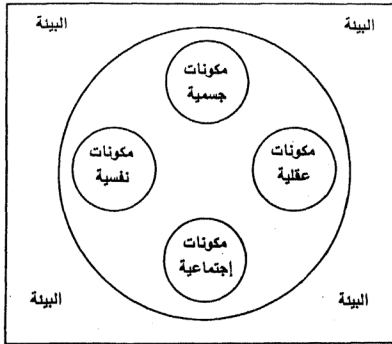 البيئة
البيئة
مكونات
جسمية
مكونات
عقلية
مكونات
نفسية
مكونات
إجتماعية
البيئة
البيئة